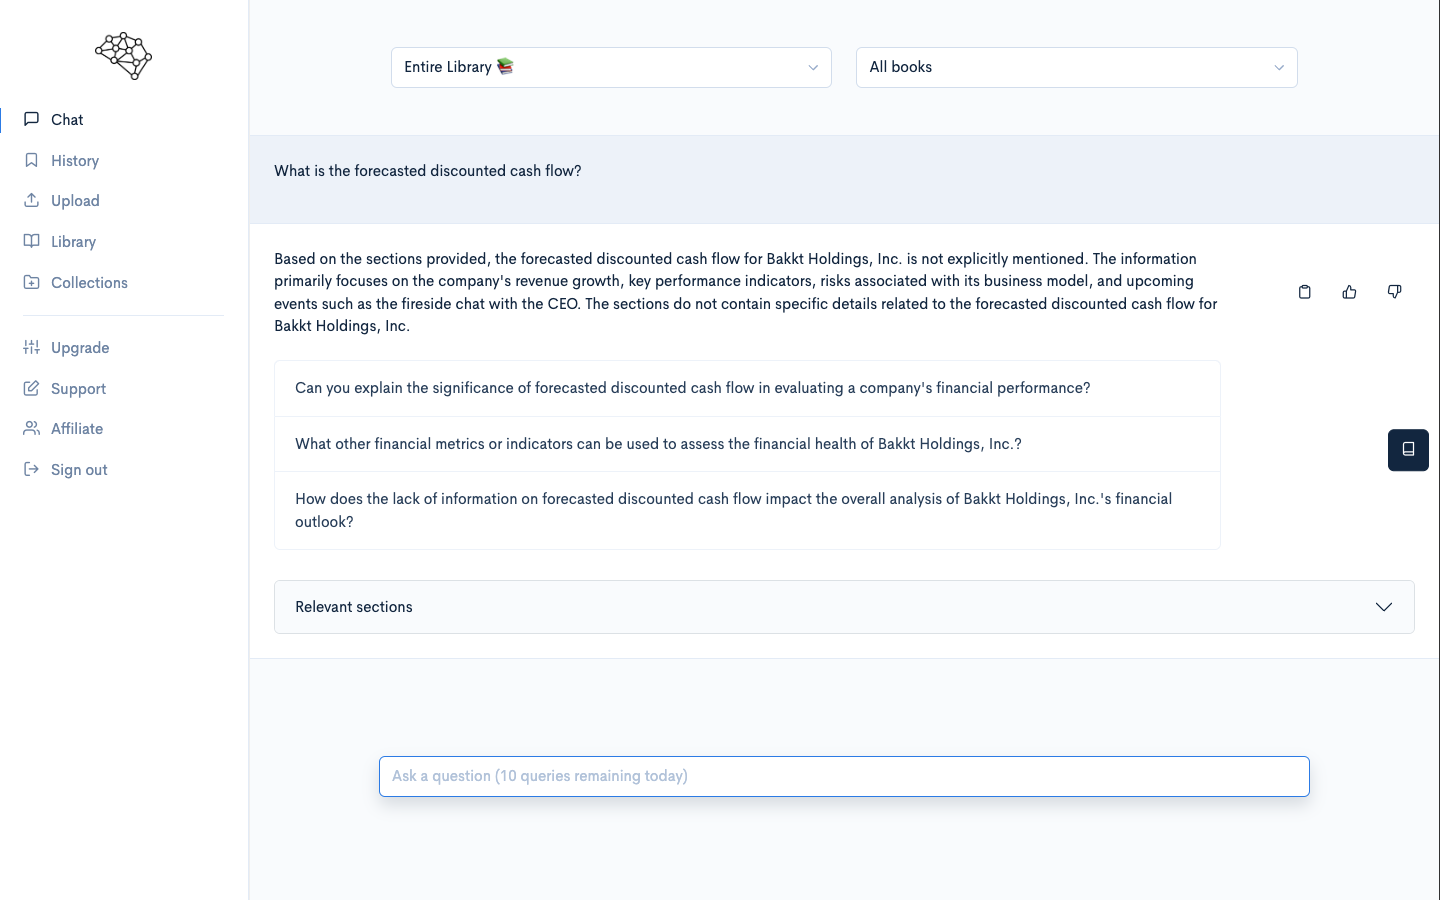 Chat
History
Upload
Library
Collections
Upgrade
Support
Affiliate
Sign out
Entire Library 📚
All books
What is the forecasted discounted cash flow?
Based on the sections provided, the forecasted discounted cash flow for Bakkt Holdings, Inc. is not explicitly mentioned. The information
primarily focuses on the company's revenue growth, key performance indicators, risks associated with its business model, and upcoming
events such as the fireside chat with the CEO. The sections do not contain specific details related to the forecasted discounted cash flow for
Bakkt Holdings, Inc.
Can you explain the significance of forecasted discounted cash flow in evaluating a company's financial performance?
What other financial metrics or indicators can be used to assess the financial health of Bakkt Holdings, Inc.?
How does the lack of information on forecasted discounted cash flow impact the overall analysis of Bakkt Holdings, Inc.'s financial
outlook?
Relevant sections
Ask a question (10 queries remaining today)